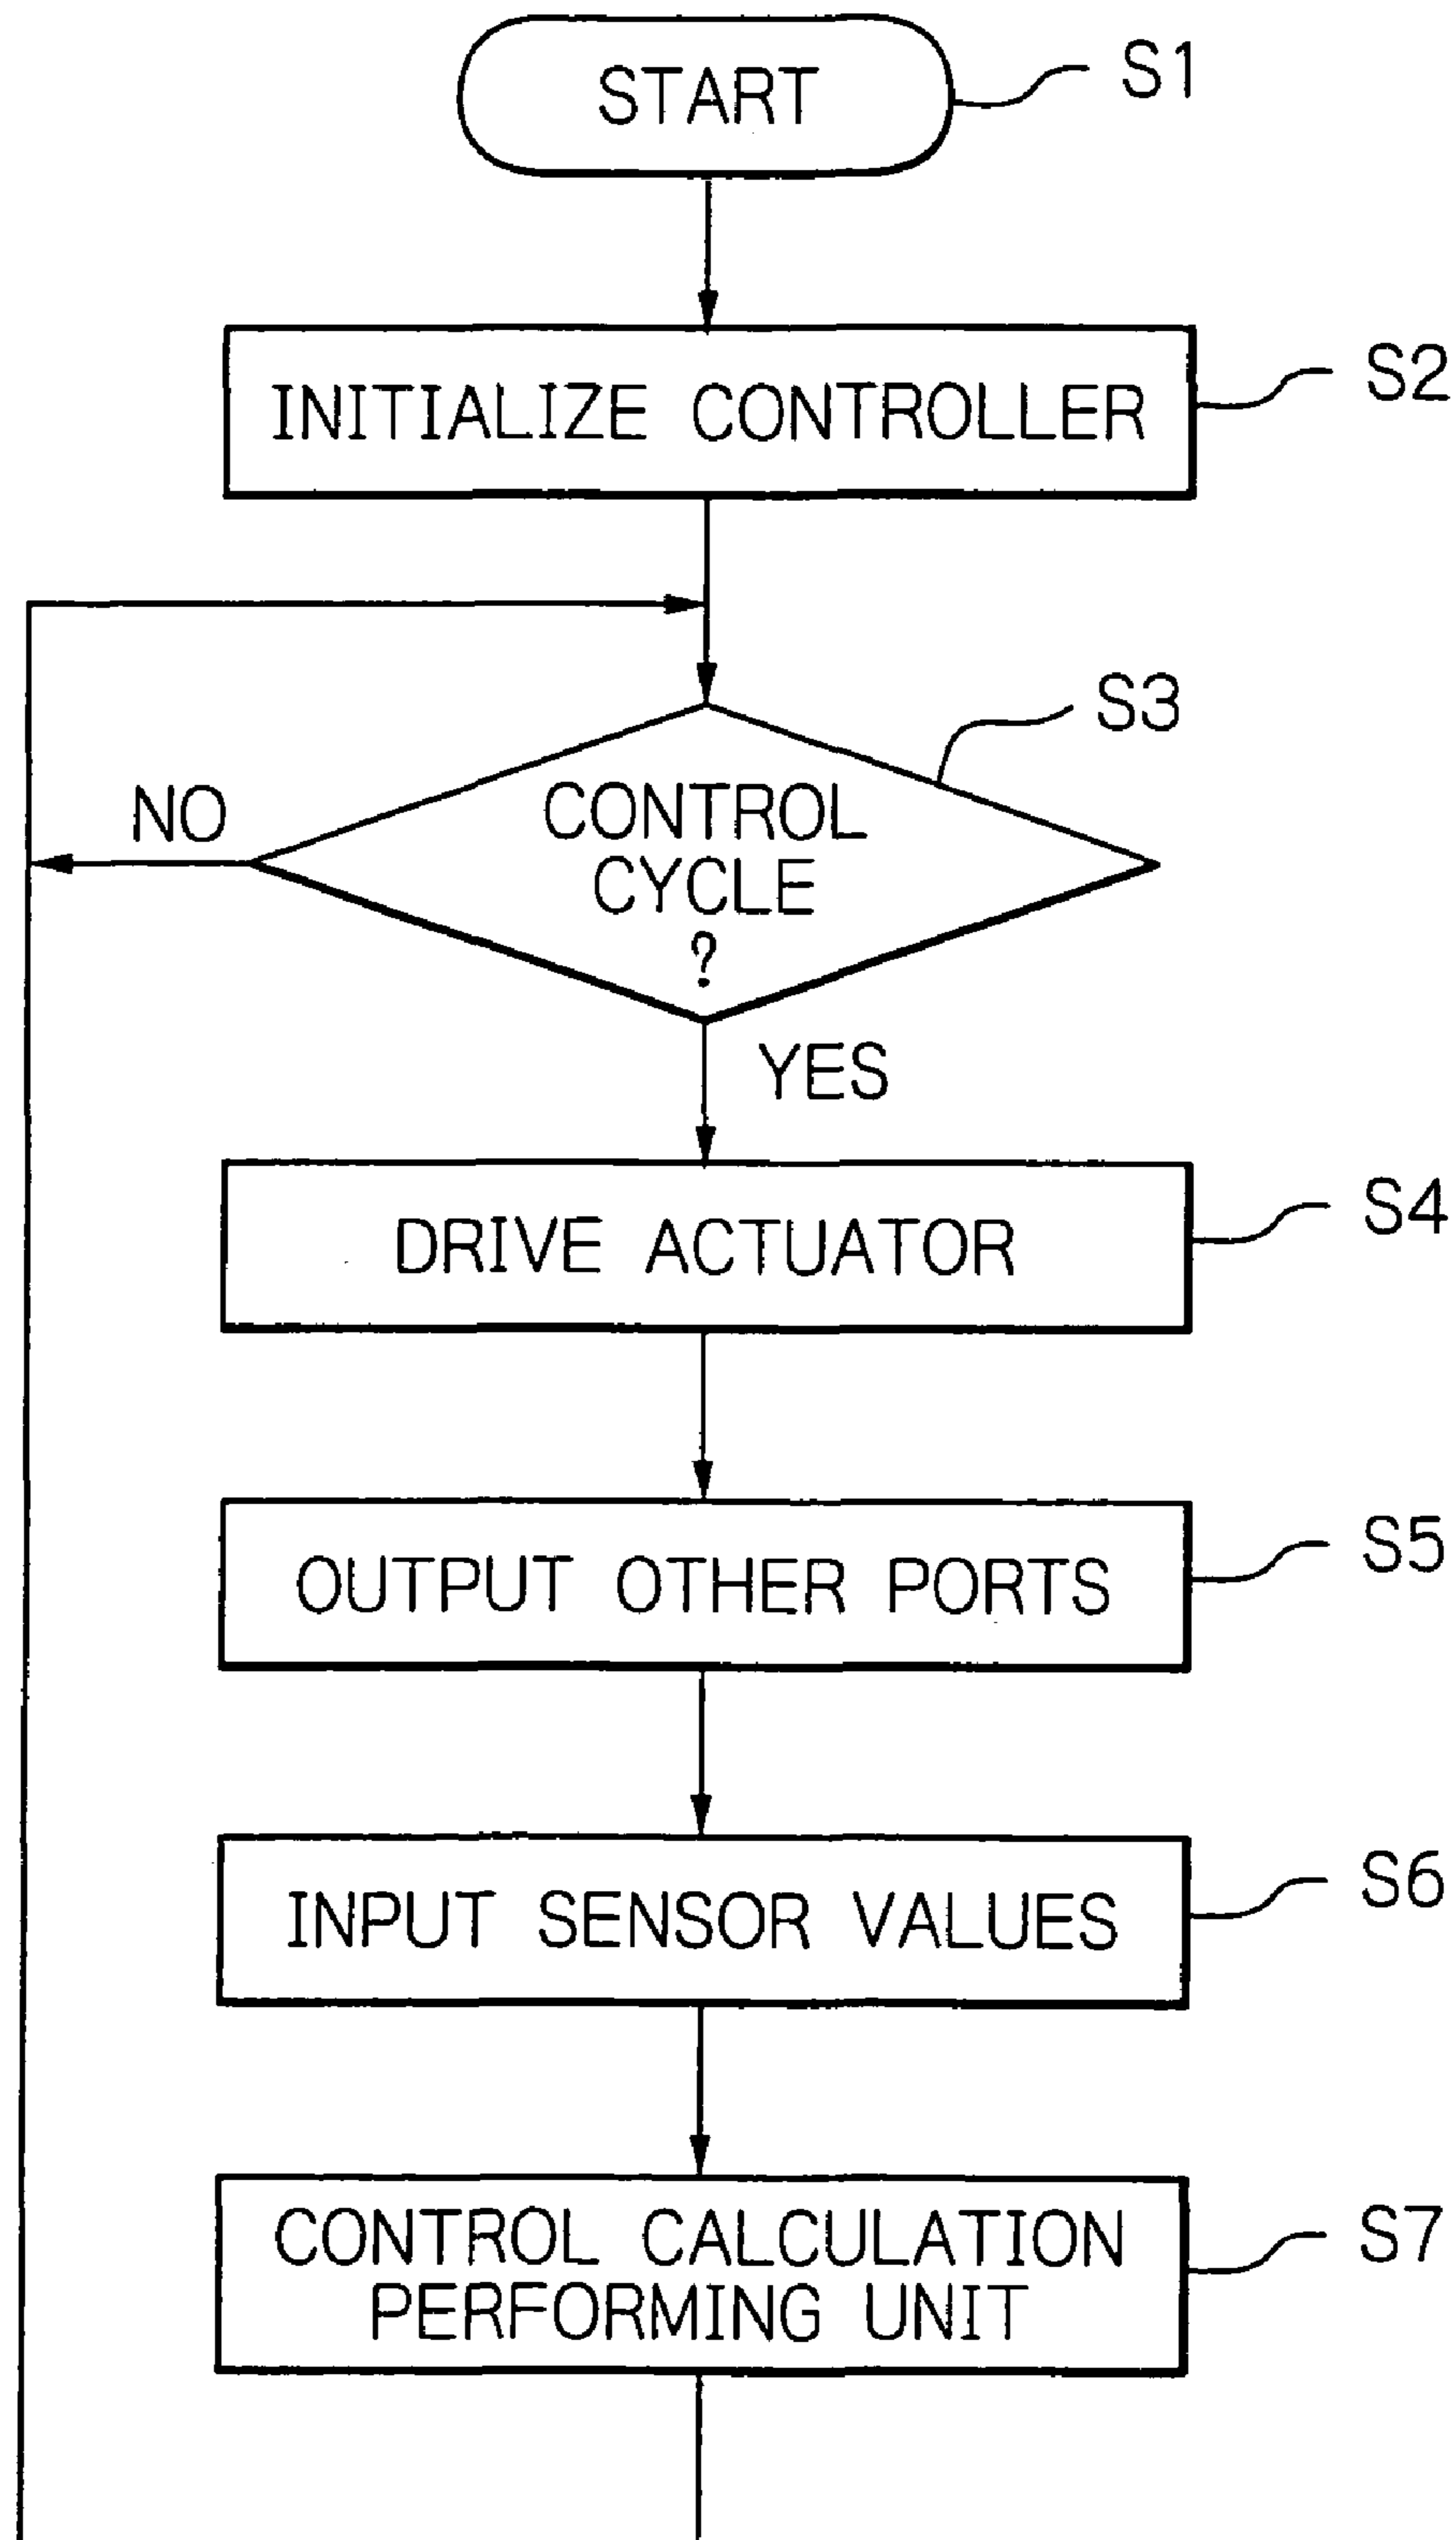 START
S1
INITIALIZE CONTROLLER
S2
S3
CONTROL
CYCLE
?
NO
YES
DRIVE ACTUATOR
S4
OUTPUT OTHER PORTS
S5
INPUT SENSOR VALUES
S6
CONTROL CALCULATION
PERFORMING UNIT
S7